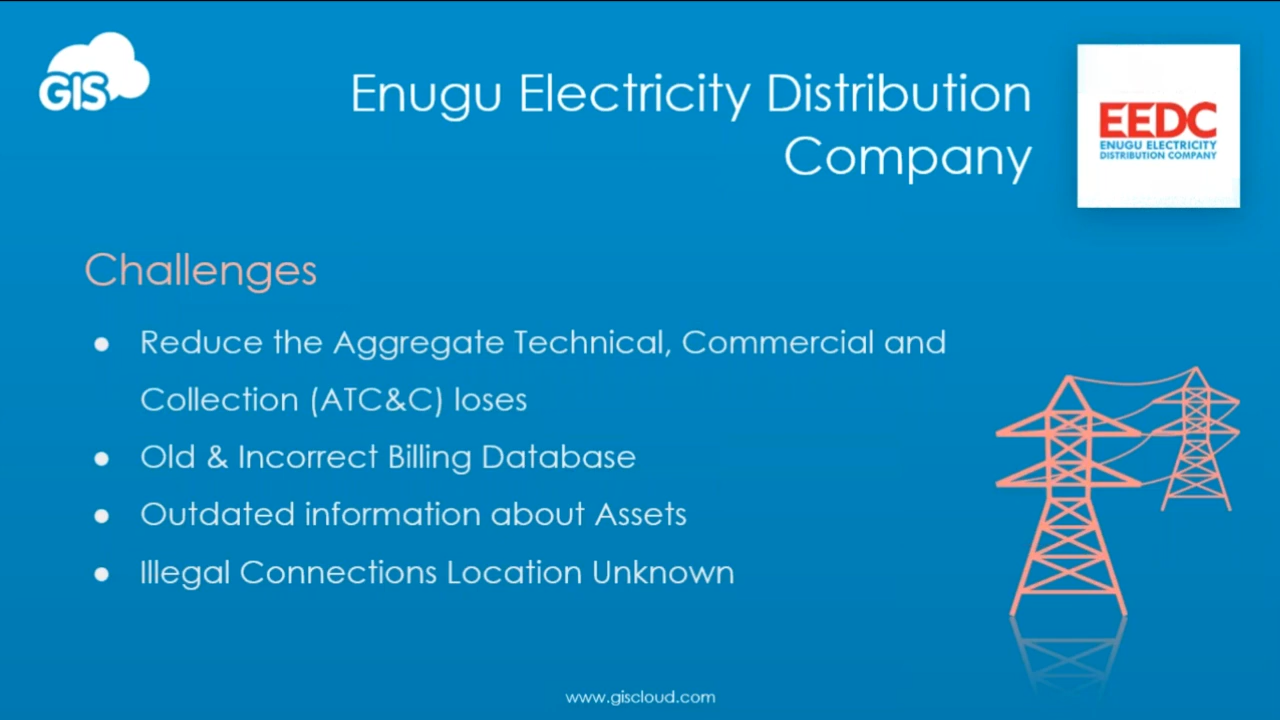 GIS
Enugu Electricity Distribution
Company
EEDC
ENUGU ELECTRICITY
DISTRIBUTION COMPANY
Challenges
● Reduce the Aggregate Technical, Commercial and
Collection (ATC&C) loses
● Old & Incorrect Billing Database
● Outdated information about Assets
● Illegal Connections Location Unknown
www.giscloud.com